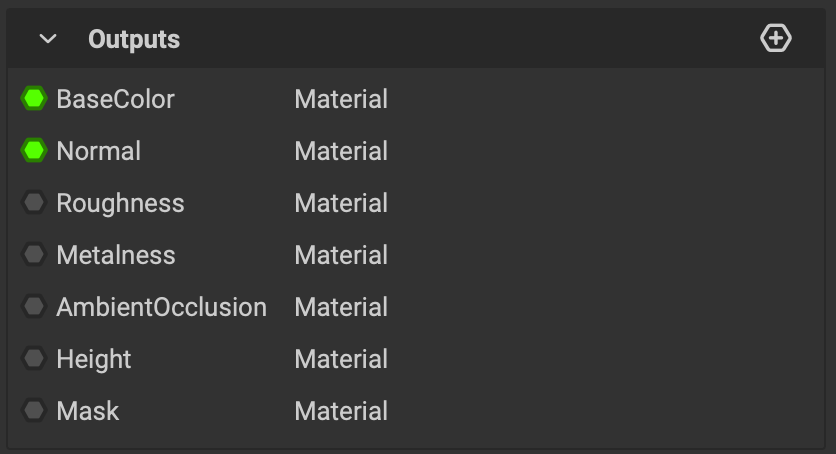 Outputs
BaseColor Material
Normal Material
Roughness Material
Metalness Material
AmbientOcclusion Material
Height Material
Mask Material